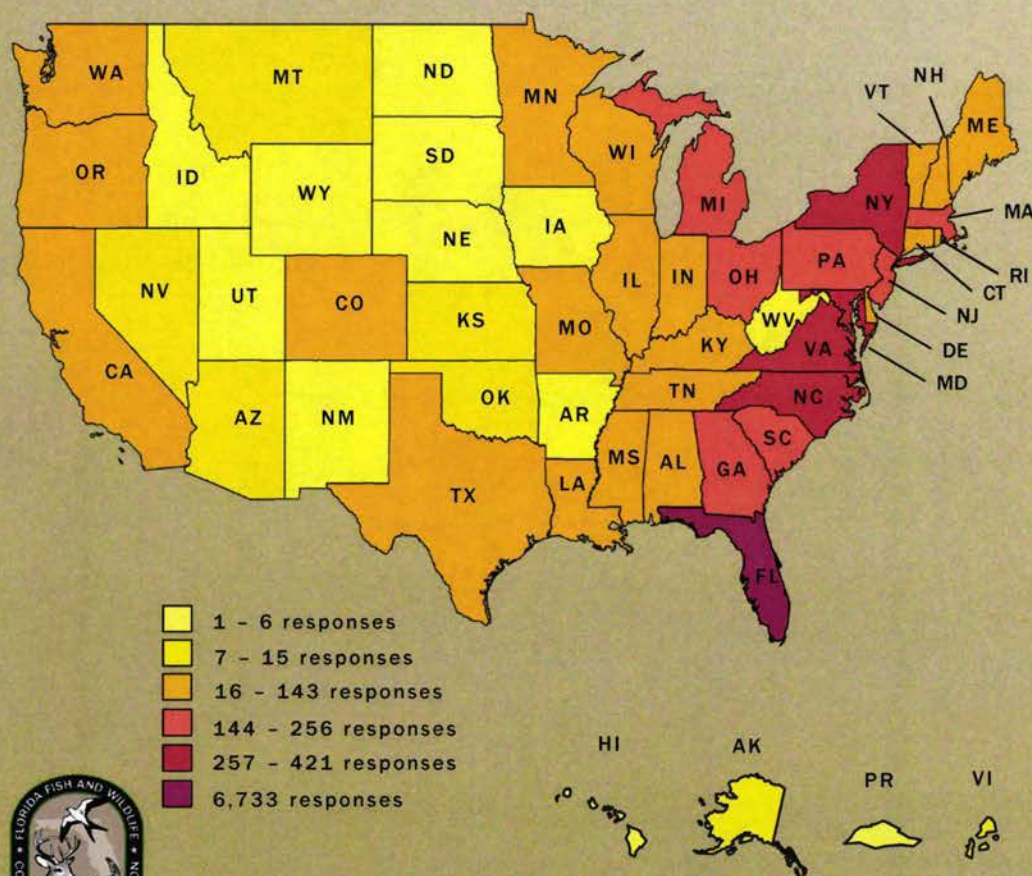 WA
MT
ND
MN
VT
NH
ME
OR
ID
SD
WI
WY
MI
NY
MA
NE
IA
RI
NV
UT
CO
IL
IN
OH
PA
CT
KS
MO
WV
NJ
CA
KY
VA
DE
MD
AZ
NM
OK
AR
TN
NC
TX
LA
MS
AL
GA
SC
FL
1 – 6 responses
7 – 15 responses
16 – 143 responses
144 – 256 responses
257 – 421 responses
6,733 responses
HI
AK
PR
VI
FLORIDA FISH AND WILDLIFE